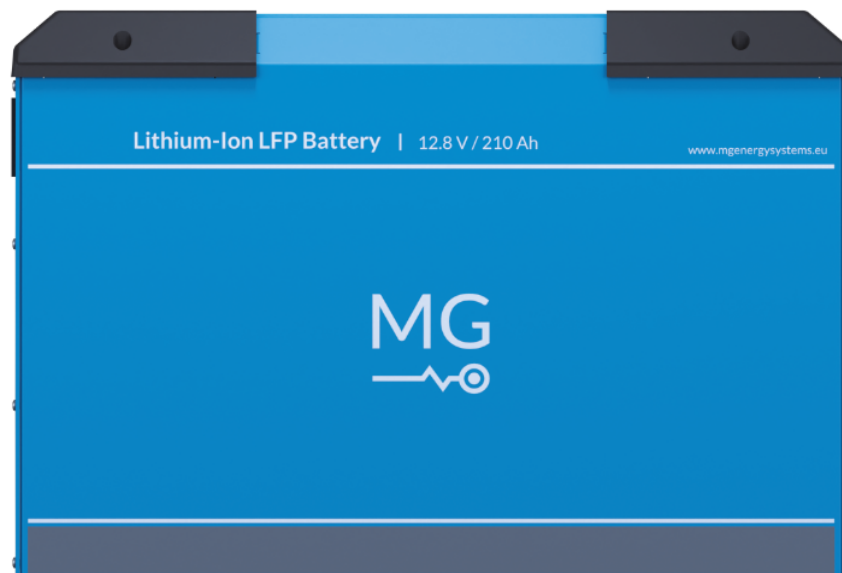 Lithium-Ion LFP Battery | 12.8 V / 210 Ah
www.mgenergysystems.eu
MG